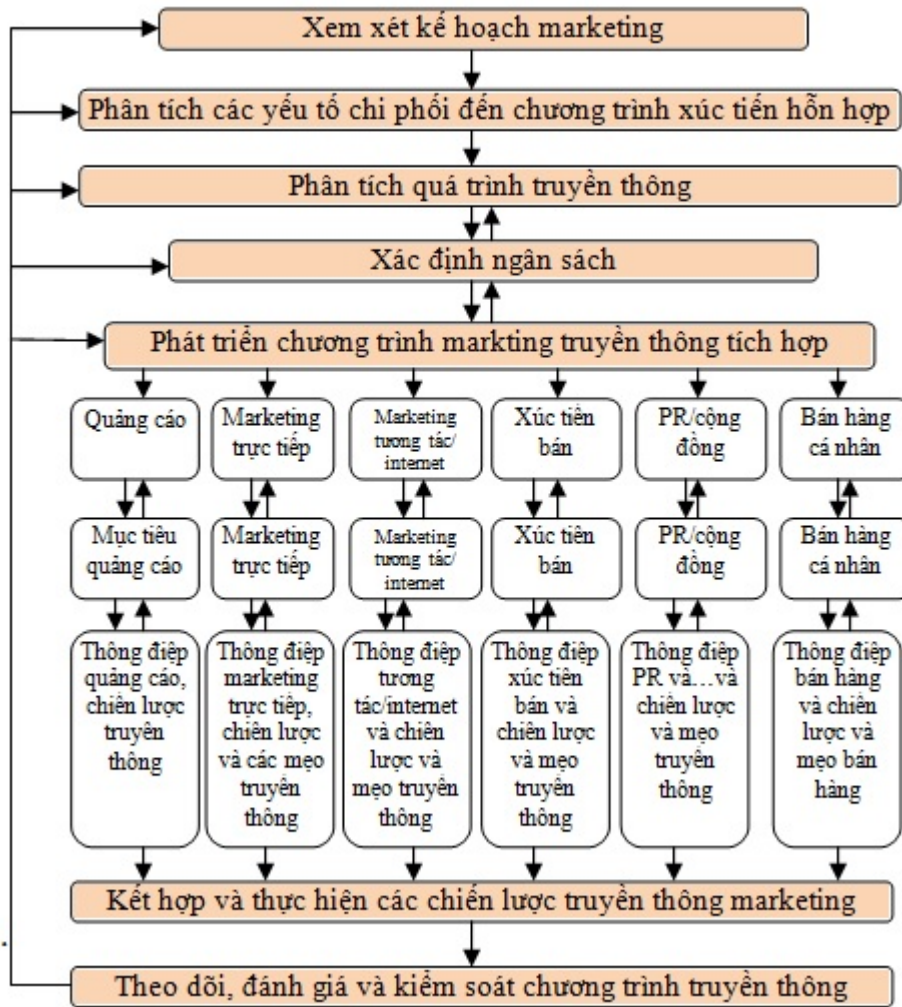 Xem xét kế hoạch marketing
Phân tích các yếu tố chi phối đến chương trình xúc tiến hỗn hợp
Phân tích quá trình truyền thông
Xác định ngân sách
Phát triển chương trình markting truyền thông tích hợp
Quảng cáo
Marketing
trực tiếp
Marketing
tương tác/
internet
Xúc tiến
bán
PR/cộng
đồng
Bán hàng
cá nhân
Mục tiêu
quảng cáo
Marketing
trực tiếp
Marketing
tương tác/
internet
Xúc tiến
bán
PR/cộng
đồng
Bán hàng
cá nhân
Thông điệp
quảng cáo,
chiến lược
truyền
thông
Thông điệp
marketing
trực tiếp,
chiến lược
và các mẹo
truyền
thông
Thông điệp
tương
tác/internet
và chiến
lược và
mẹo truyền
thông
Thông điệp
xúc tiến
bán và
chiến lược
và mẹo
truyền
thông
Thông điệp
PR và…và
chiến lược
và mẹo
truyền
thông
Thông điệp
bán hàng
và chiến
lược và
mẹo bán
hàng
Kết hợp và thực hiện các chiến lược truyền thông marketing
Theo dõi, đánh giá và kiểm soát chương trình truyền thông